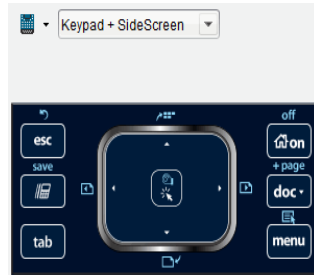 Keypad + SideScreen
off
esc
on
save
+ page
doc
tab
menu